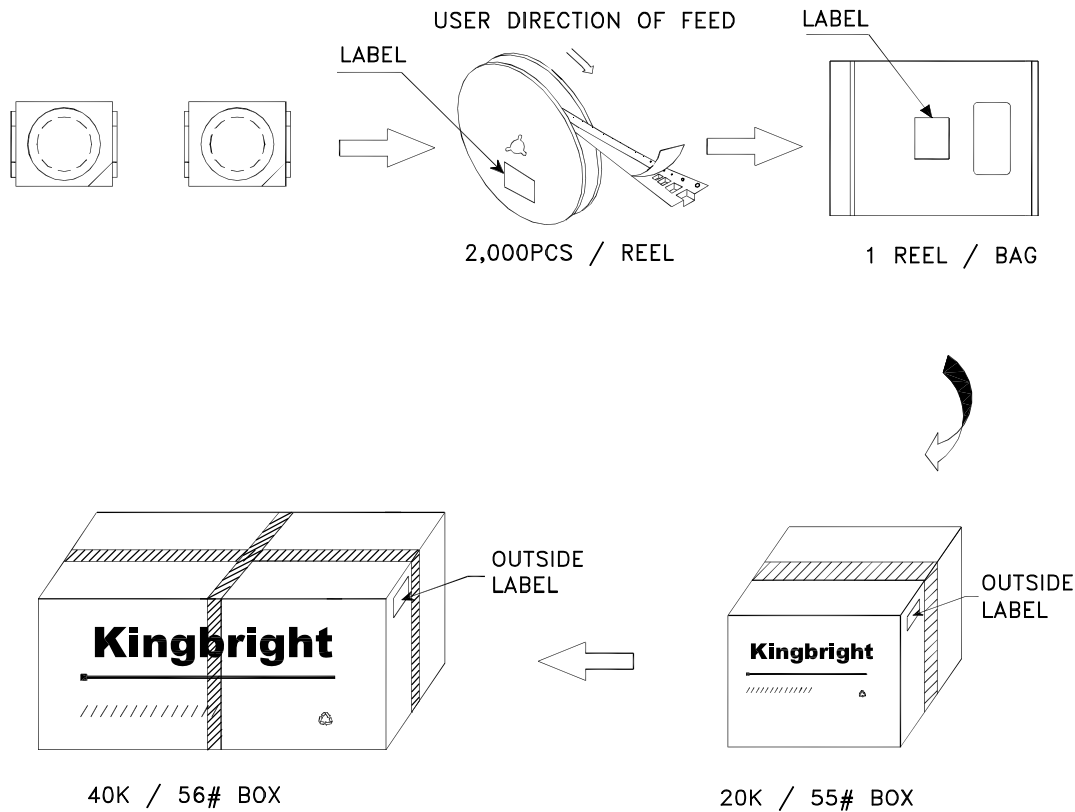 USER DIRECTION OF FEED
LABEL
LABEL
2,000PCS / REEL
1 REEL / BAG
OUTSIDE
LABEL
Kingbright
40K / 56# BOX
OUTSIDE
LABEL
Kingbright
20K / 55# BOX